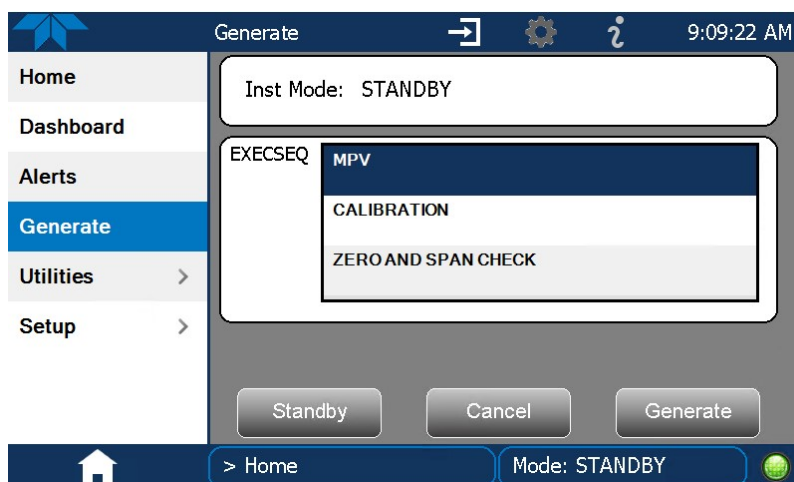 Generate
9:09:22 AM
Home
Dashboard
Alerts
Generate
Utilities >
Setup >
Inst Mode: STANDBY
EXECSEQ
MPV
CALIBRATION
ZERO AND SPAN CHECK
Standby
Cancel
Generate
> Home
Mode: STANDBY